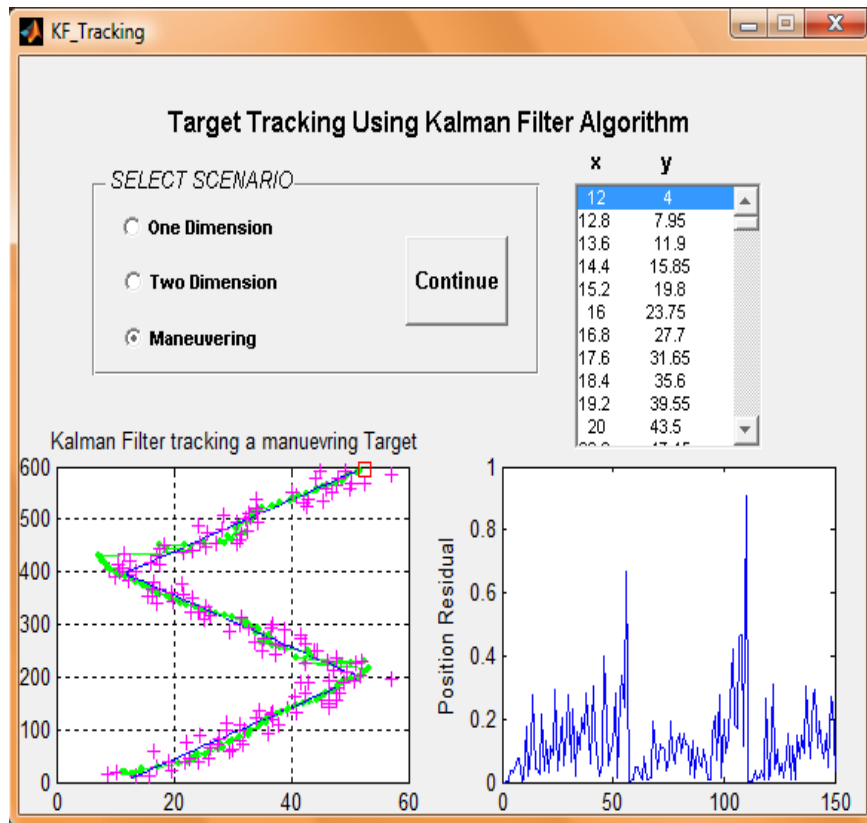 KF_Tracking
Target Tracking Using Kalman Filter Algorithm
SELECT SCENARIO
One Dimension
Two Dimension
Maneuvering
Continue
x y
12 4
12.8 7.95
13.6 11.9
14.4 15.85
15.2 19.8
16 23.75
16.8 27.7
17.6 31.65
18.4 35.6
19.2 39.55
20 43.5
Kalman Filter tracking a manuevring Target
600
500
400
300
200
100
0
0 20 40 60
Position Residual
1
0.8
0.6
0.4
0.2
0
0 50 100 150